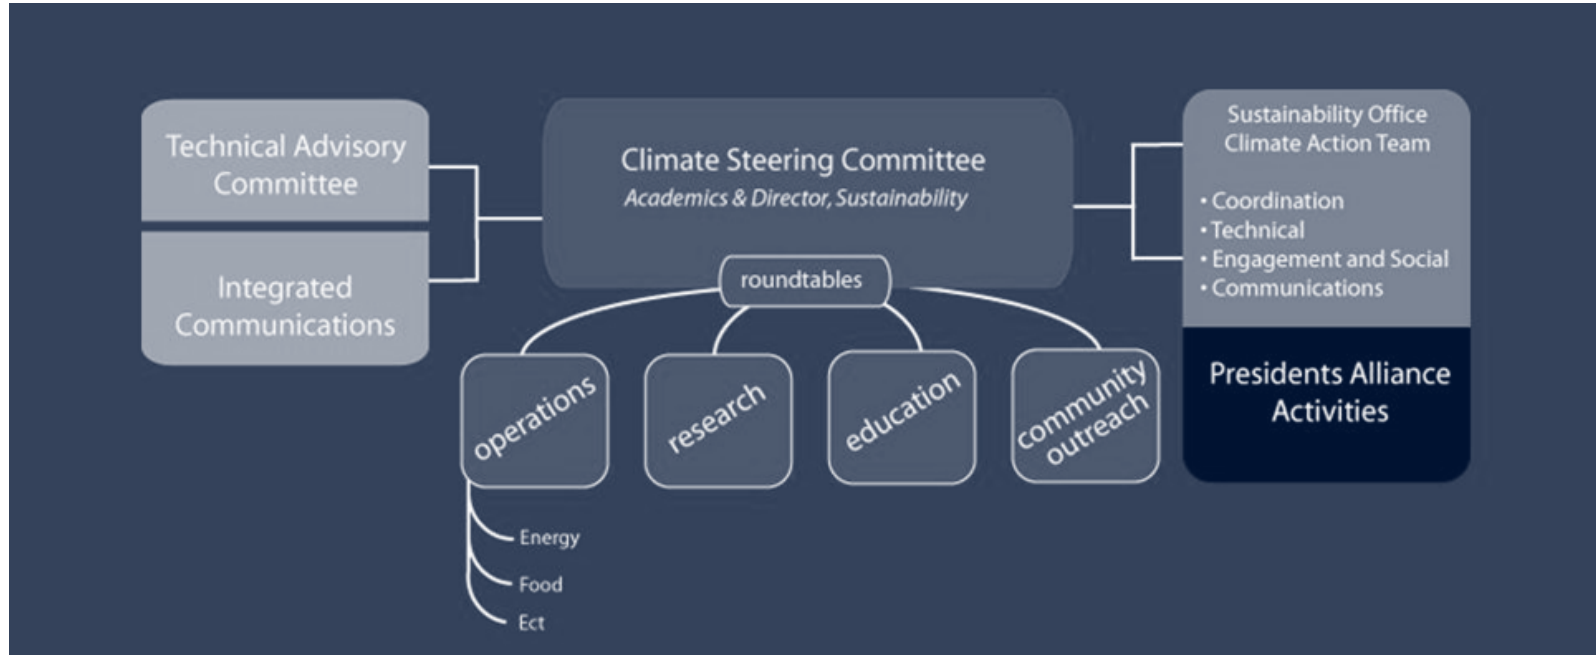 Technical Advisory
Committee
Integrated
Communications
Climate Steering Committee
Academics & Director, Sustainability
roundtables
operations
research
education
community
outreach
Energy
Food
Ect
Sustainability Office
Climate Action Team
• Coordination
• Technical
• Engagement and Social
• Communications
Presidents Alliance
Activities